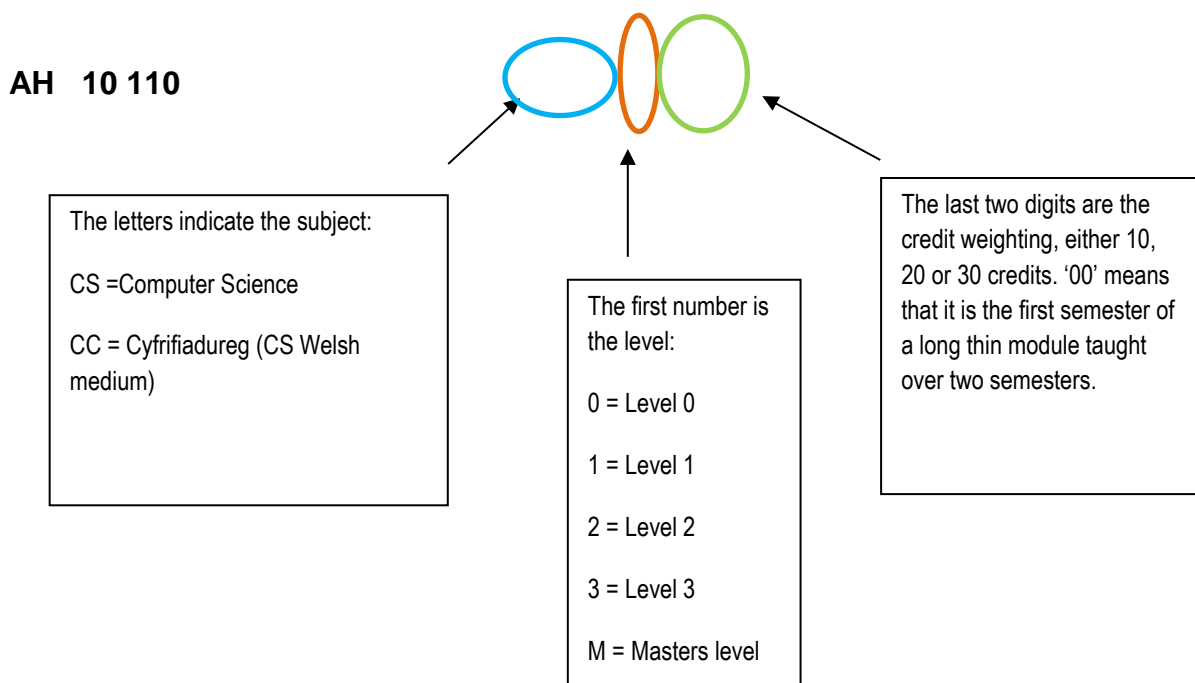 AH 10 110
The letters indicate the subject:
CS =Computer Science
CC = Cyfrifiadureg (CS Welsh
medium)
The first number is
the level:
0 = Level 0
1 = Level 1
2 = Level 2
3 = Level 3
M = Masters level
The last two digits are the
credit weighting, either 10,
20 or 30 credits. ‘00’ means
that it is the first semester of
a long thin module taught
over two semesters.